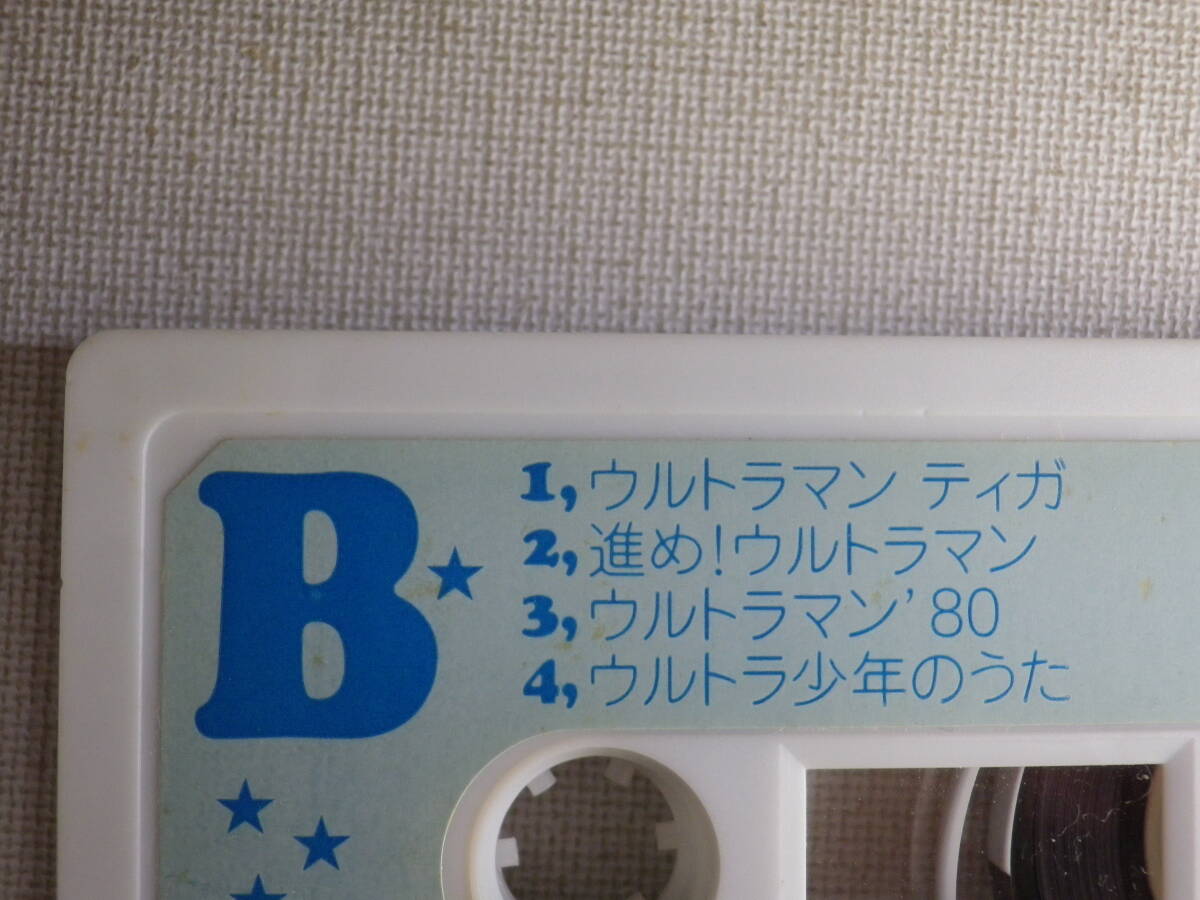 B
1, ウルトラマン ティガ
2, 進め!ウルトラマン
3, ウルトラマン'80
4, ウルトラ少年のうた